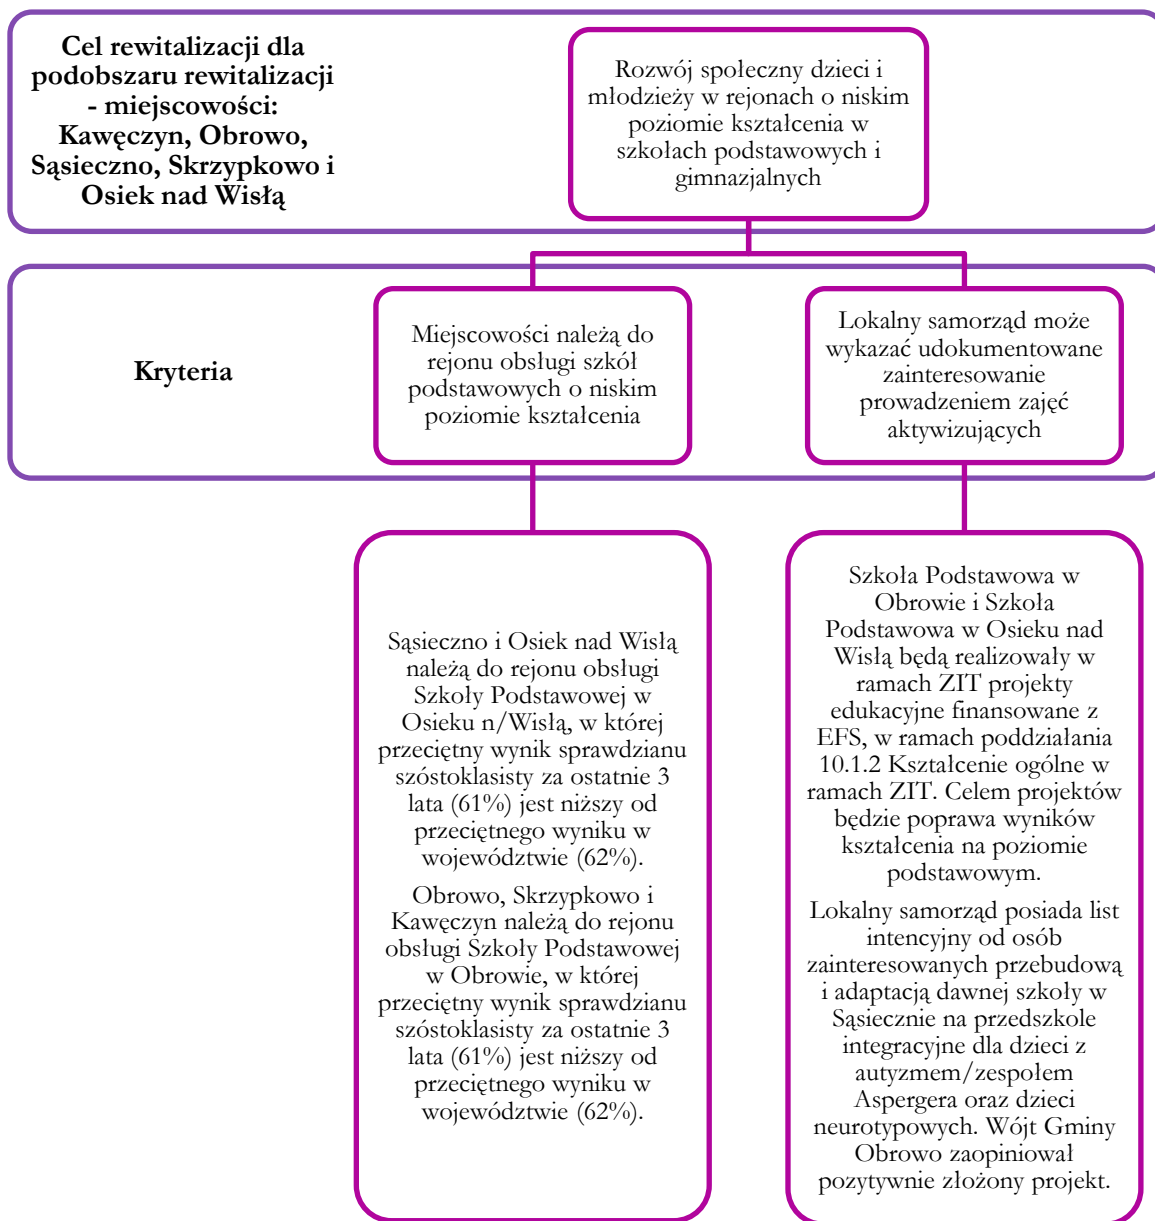 Cel rewitalizacji dla
podobszaru rewitalizacji
- miejscowości:
Kawęczyn, Obrowo,
Sąsieczno, Skrzypkowo i
Osiek nad Wisłą
Rozwój społeczny dzieci i
młodzieży w rejonach o niskim
poziomie kształcenia w
szkołach podstawowych i
gimnazjalnych
Kryteria
Miejscowości należą do
rejonu obsługi szkół
podstawowych o niskim
poziomie kształcenia
Lokalny samorząd może
wykazać udokumentowane
zainteresowanie
prowadzeniem zajęć
aktywizujących
Sąsieczno i Osiek nad Wisłą
należą do rejonu obsługi
Szkoły Podstawowej w
Osieku n/Wisłą, w której
przeciętny wynik sprawdzianu
szóstoklasisty za ostatnie 3
lata (61%) jest niższy od
przeciętnego wyniku w
województwie (62%).
Obrowo, Skrzypkowo i
Kawęczyn należą do rejonu
obsługi Szkoły Podstawowej
w Obrowie, w której
przeciętny wynik sprawdzianu
szóstoklasisty za ostatnie 3
lata (61%) jest niższy od
przeciętnego wyniku w
województwie (62%).
Szkoła Podstawowa w
Obrowie i Szkoła
Podstawowa w Osieku nad
Wisłą będą realizowały w
ramach ZIT projekty
edukacyjne finansowane z
EFS, w ramach poddziałania
10.1.2 Kształcenie ogólne w
ramach ZIT. Celem projektów
będzie poprawa wyników
kształcenia na poziomie
podstawowym.
Lokalny samorząd posiada list
intencyjny od osób
zainteresowanych przebudową
i adaptacją dawnej szkoły w
Sąsiecznie na przedszkole
integracyjne dla dzieci z
autyzmem/zespołem
Aspergera oraz dzieci
neurotypowych. Wójt Gminy
Obrowo zaopiniował
pozytywnie złożony projekt.